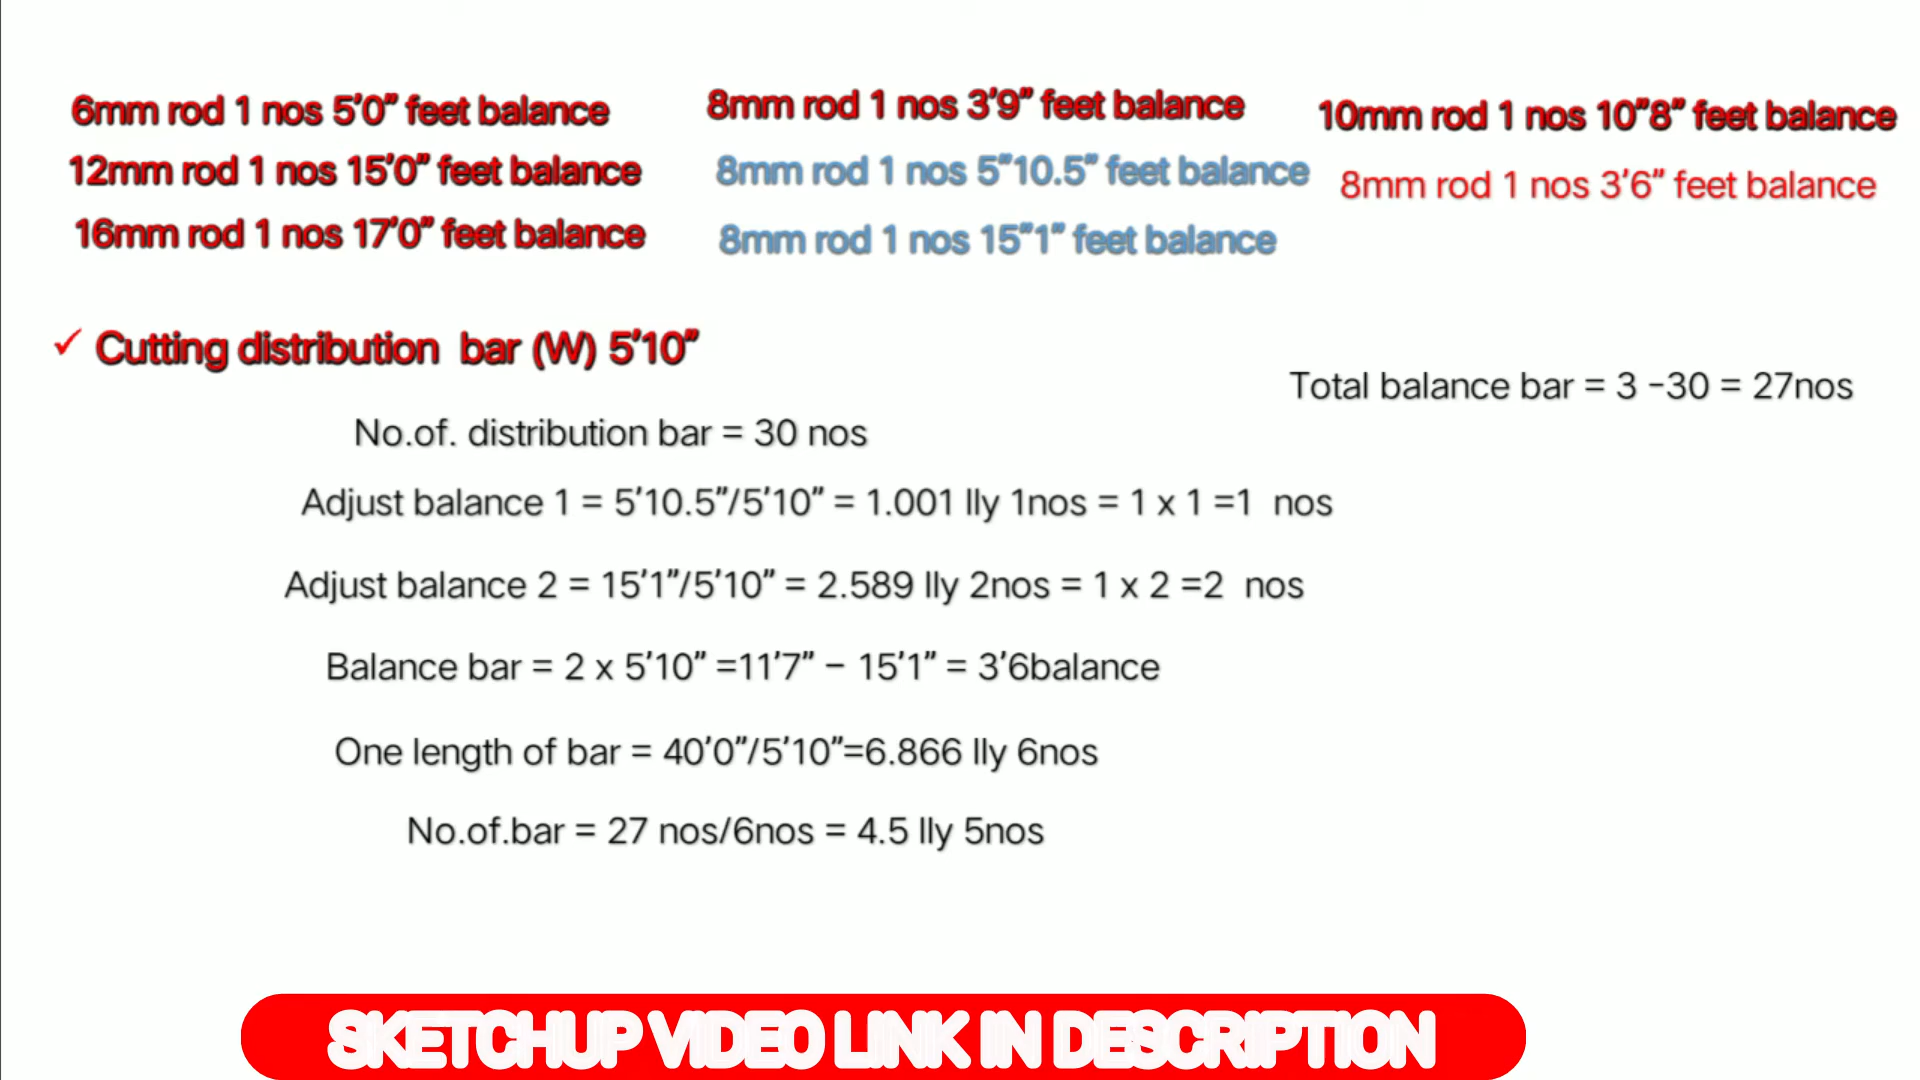 6mm rod 1 nos 5'0” feet balance
12mm rod 1 nos 15'0” feet balance
16mm rod 1 nos 17'0” feet balance
8mm rod 1 nos 3'9” feet balance
8mm rod 1 nos 5”10.5” feet balance
8mm rod 1 nos 15”1” feet balance
10mm rod 1 nos 10”8” feet balance
8mm rod 1 nos 3'6” feet balance
✓ Cutting distribution bar (W) 5'10”
Total balance bar = 3 –30 = 27nos
No.of. distribution bar = 30 nos
Adjust balance 1 = 5'10.5”/5'10” = 1.001 lly 1nos = 1 x 1 =1 nos
Adjust balance 2 = 15'1”/5'10” = 2.589 lly 2nos = 1 x 2 =2 nos
Balance bar = 2 x 5'10” =11'7” – 15'1” = 3'6balance
One length of bar = 40'0”/5'10”=6.866 lly 6nos
No.of.bar = 27 nos/6nos = 4.5 lly 5nos
SKETCHUP VIDEO LINK IN DESCRIPTION